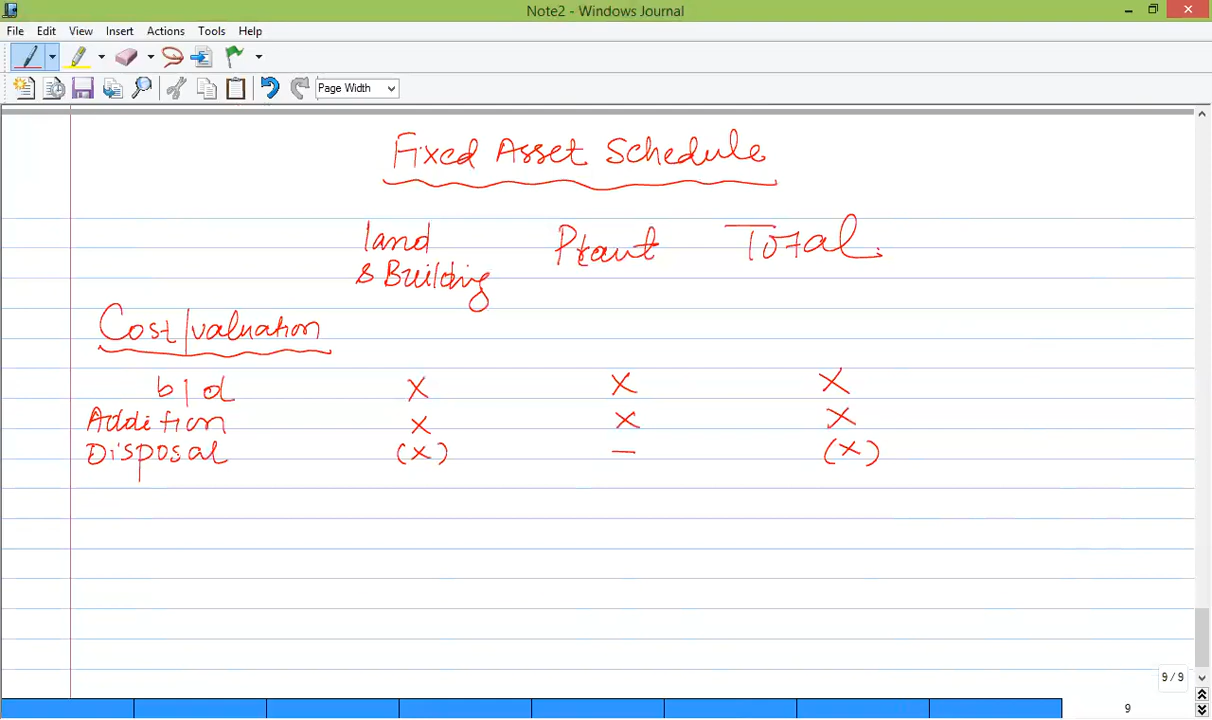 Note2 - Windows Journal
File Edit View Insert Actions Tools Help
Page Width
Fixed Asset Schedule
land Plant Total.
& Building
Cost/valuation
b/d X X X
Addition X X X
Disposal (X) – (X)
9 / 9
9